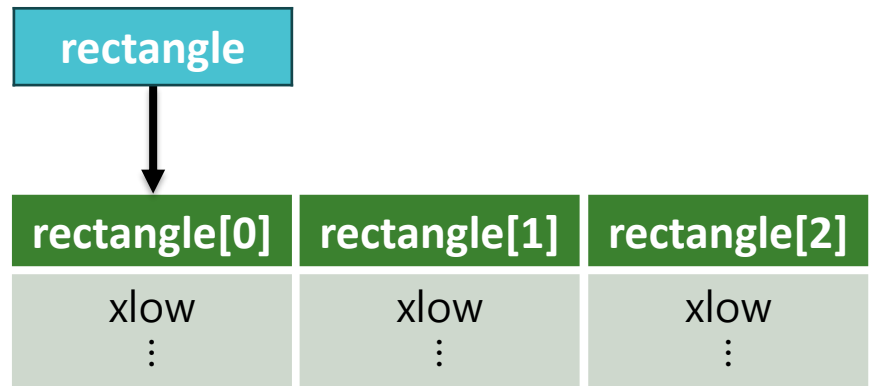 rectangle
rectangle[0] rectangle[1] rectangle[2]
xlow xlow xlow
⋮ ⋮ ⋮